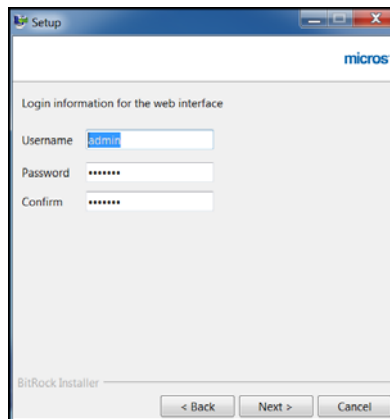 Setup
micros
Login information for the web interface
Username admin
Password •••••••
Confirm •••••••
BitRock Installer
< Back Next > Cancel